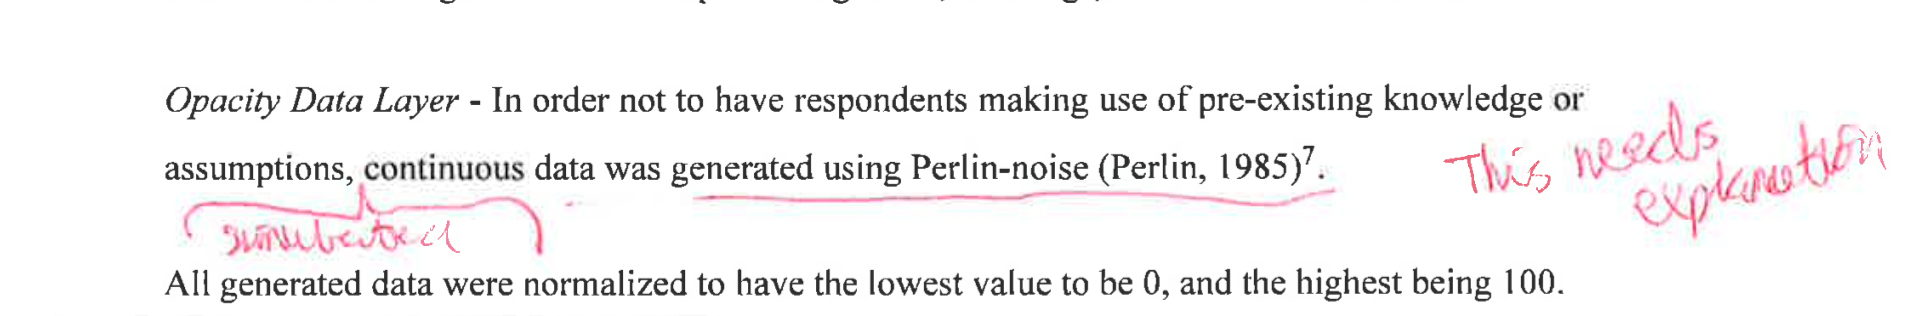 Opacity Data Layer - In order not to have respondents making use of pre-existing knowledge or
assumptions, continuous data was generated using Perlin-noise (Perlin, 1985)7.
This needs
explanation
simulated
All generated data were normalized to have the lowest value to be 0, and the highest being 100.